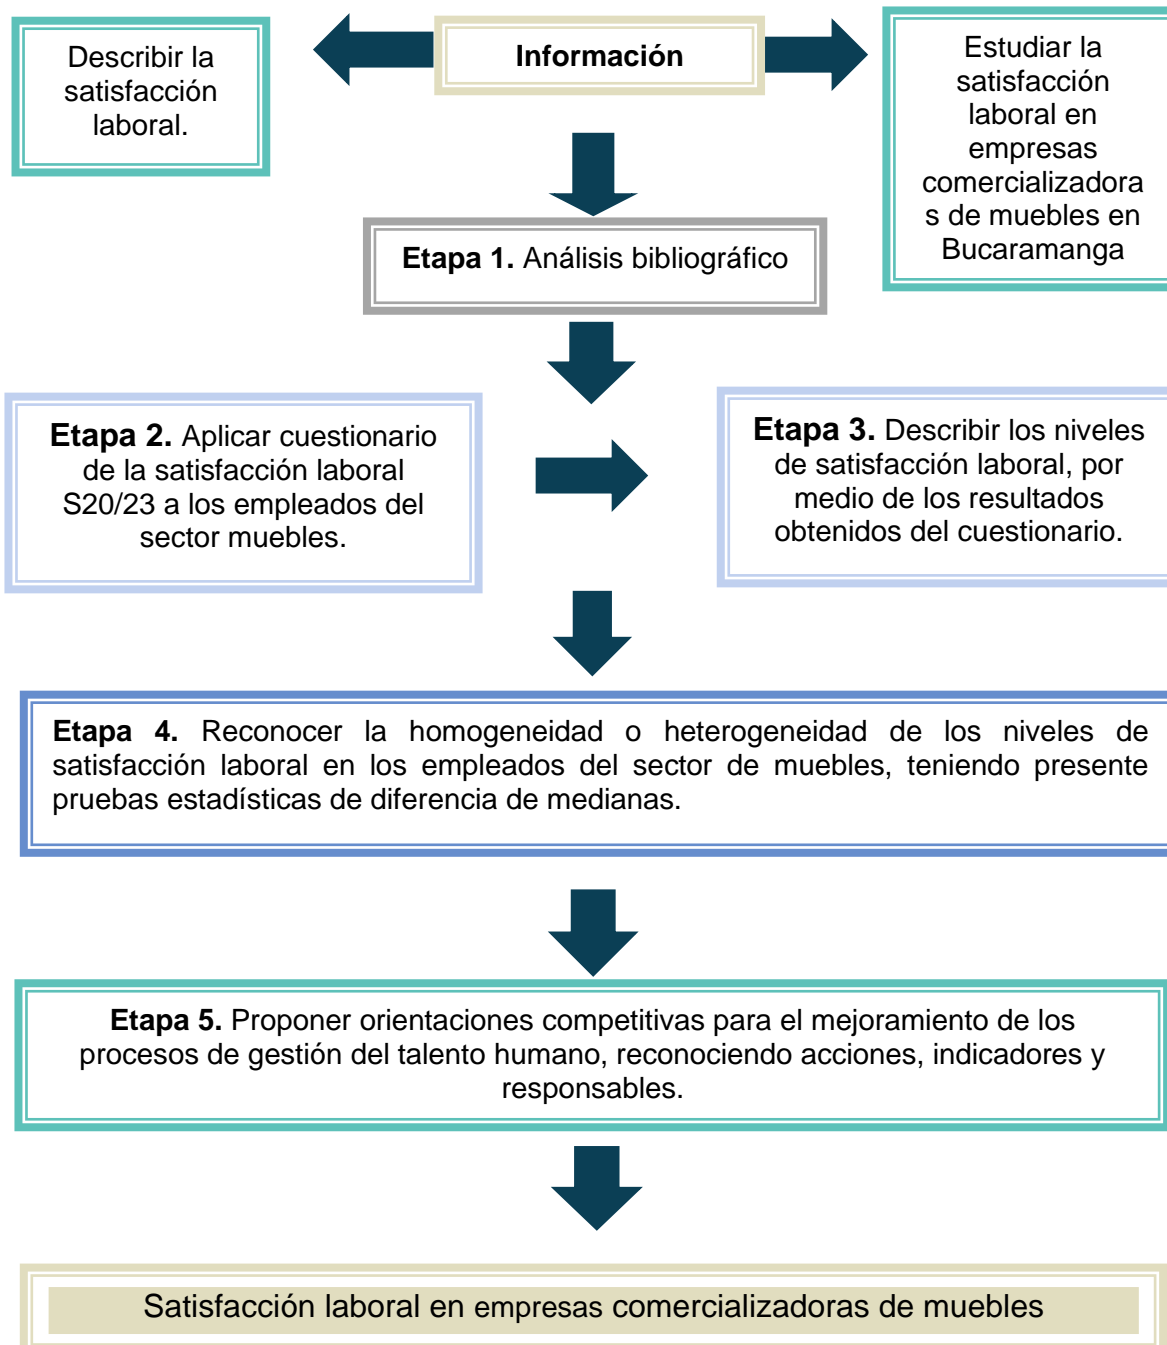 Describir la
satisfacción
laboral.
Información
Estudiar la
satisfacción
laboral en
empresas
comercializadora
s de muebles en
Bucaramanga
Etapa 1. Análisis bibliográfico
Etapa 2. Aplicar cuestionario
de la satisfacción laboral
S20/23 a los empleados del
sector muebles.
Etapa 3. Describir los niveles
de satisfacción laboral, por
medio de los resultados
obtenidos del cuestionario.
Etapa 4. Reconocer la homogeneidad o heterogeneidad de los niveles de
satisfacción laboral en los empleados del sector de muebles, teniendo presente
pruebas estadísticas de diferencia de medianas.
Etapa 5. Proponer orientaciones competitivas para el mejoramiento de los
procesos de gestión del talento humano, reconociendo acciones, indicadores y
responsables.
Satisfacción laboral en empresas comercializadoras de muebles